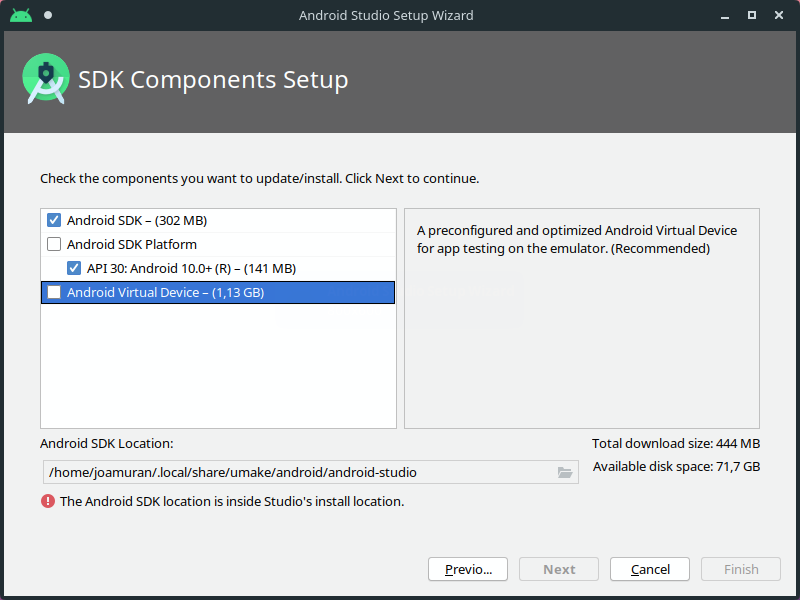 Android Studio Setup Wizard
SDK Components Setup
Check the components you want to update/install. Click Next to continue.
Android SDK – (302 MB)
Android SDK Platform
API 30: Android 10.0+ (R) – (141 MB)
Android Virtual Device – (1,13 GB)
A preconfigured and optimized Android Virtual Device
for app testing on the emulator. (Recommended)
Android SDK Location:
Total download size: 444 MB
/home/joamuran/.local/share/umake/android/android-studio
Available disk space: 71,7 GB
The Android SDK location is inside Studio's install location.
Previo...
Next
Cancel
Finish